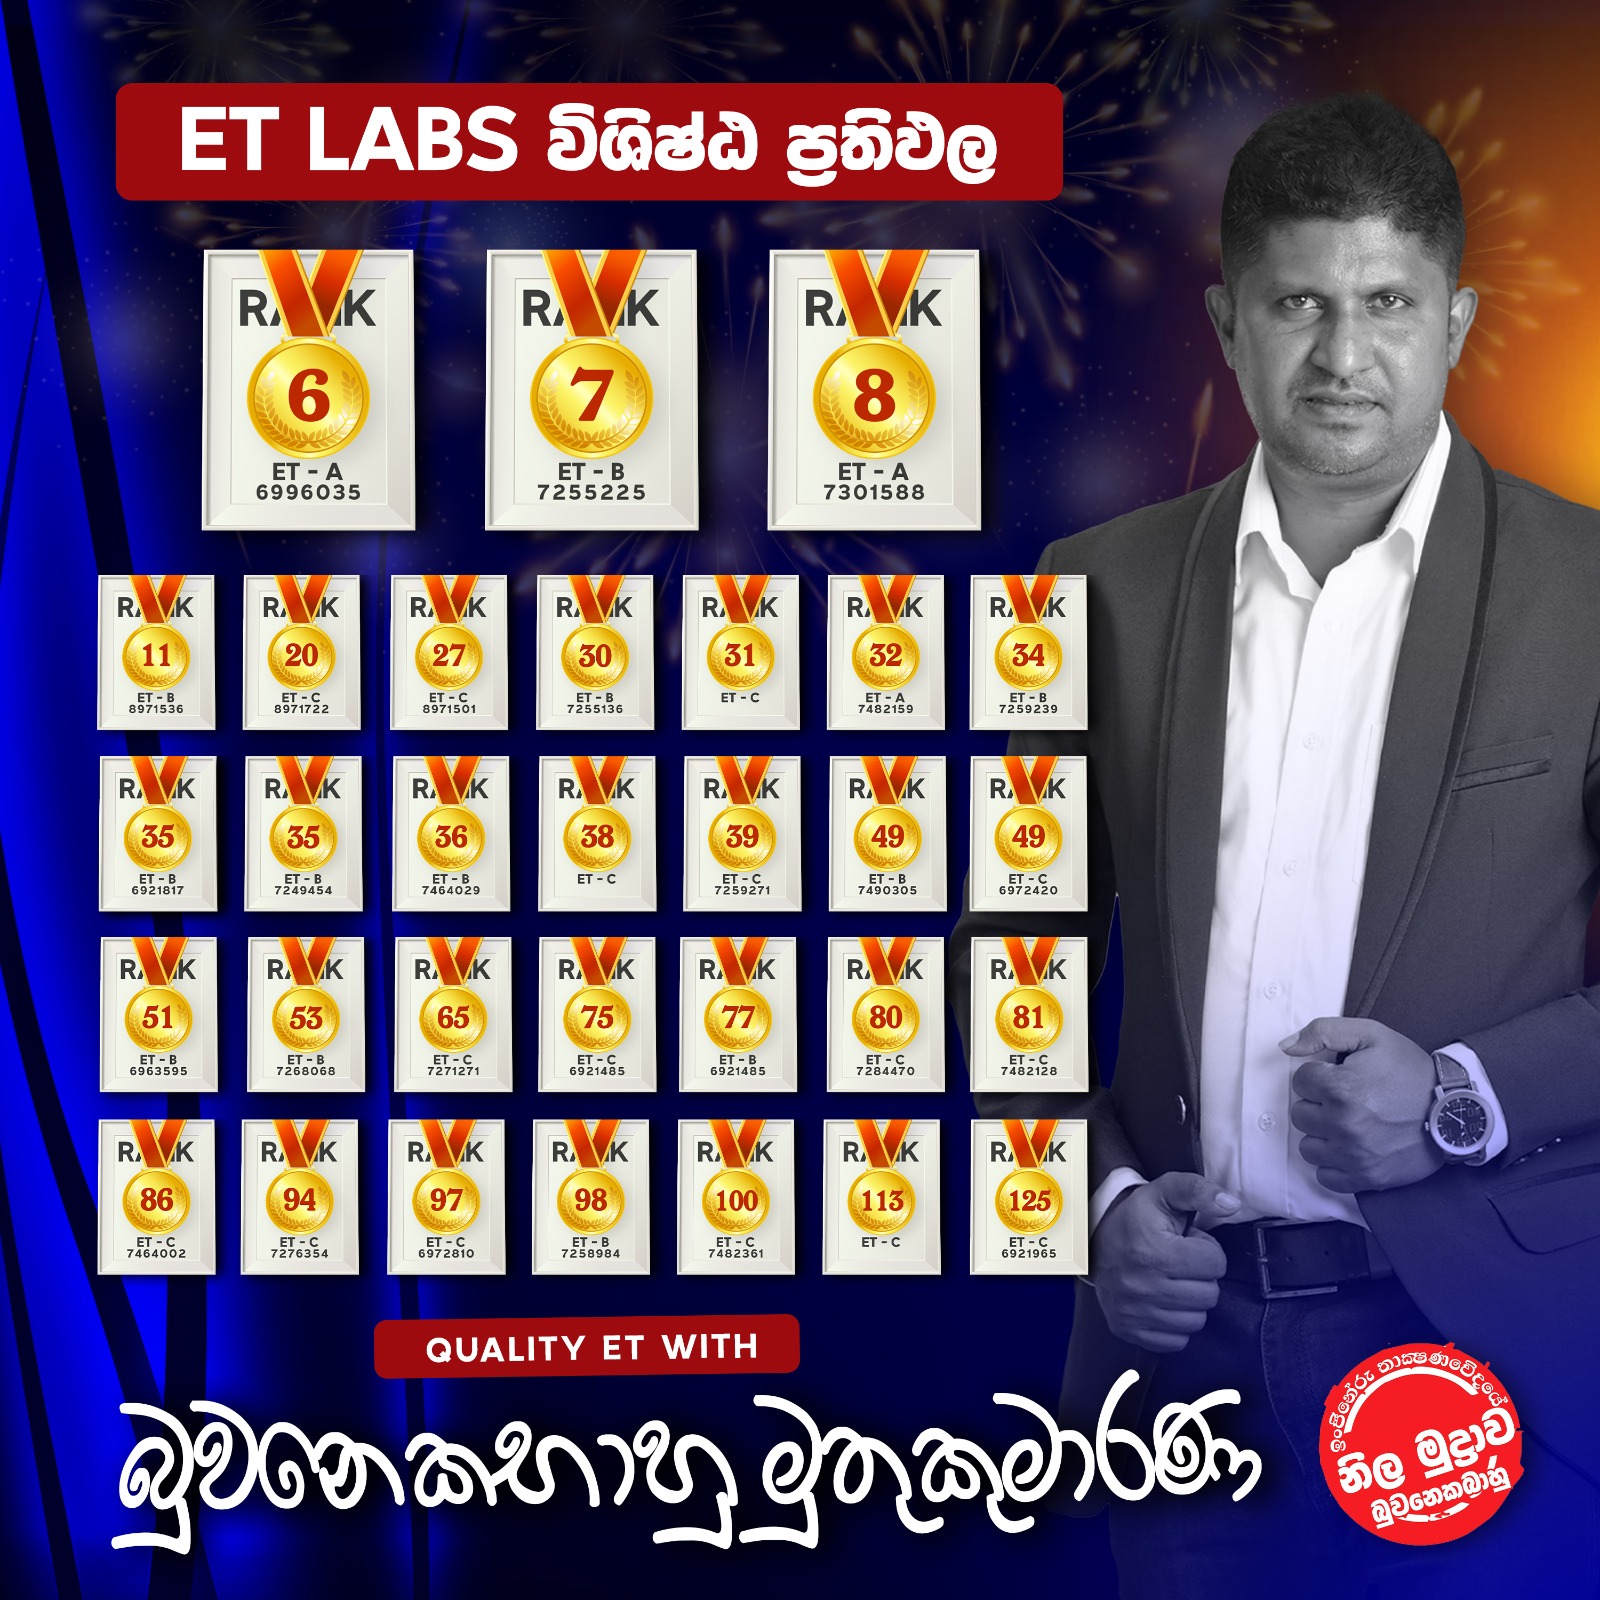 ET LABS විශිෂ්ඨ ප්‍රතිඵල
RANK RANK RANK
6 7 8
ET - A ET - B ET - A
6996035 7255225 7301588
RANK RANK RANK RANK RANK RANK RANK
11 20 27 30 31 32 34
ET - B ET - C ET - C ET - B ET - C ET - A ET - B
8971536 8971722 8971501 7255136 7482159 7259239
RANK RANK RANK RANK RANK RANK RANK
35 35 36 38 39 49 49
ET - B ET - B ET - B ET - C ET - C ET - B ET - C
6921817 7249454 7464029 7259271 7490305 6972420
RANK RANK RANK RANK RANK RANK RANK
51 53 65 75 77 80 81
ET - B ET - B ET - C ET - C ET - B ET - C ET - C
6963595 7268068 7271271 6921485 6921485 7284470 7482128
RANK RANK RANK RANK RANK RANK RANK
86 94 97 98 100 113 125
ET - C ET - C ET - C ET - B ET - C ET - C ET - C
7464002 7276354 6972810 7258984 7482361 6921965
QUALITY ET WITH
බුවනෙකභාහු මුතුකුමාරණ
ඉංජිනේරු තාක්ෂණවේදයේ
නිල මුද්‍රාව
බුවනෙකබාහු